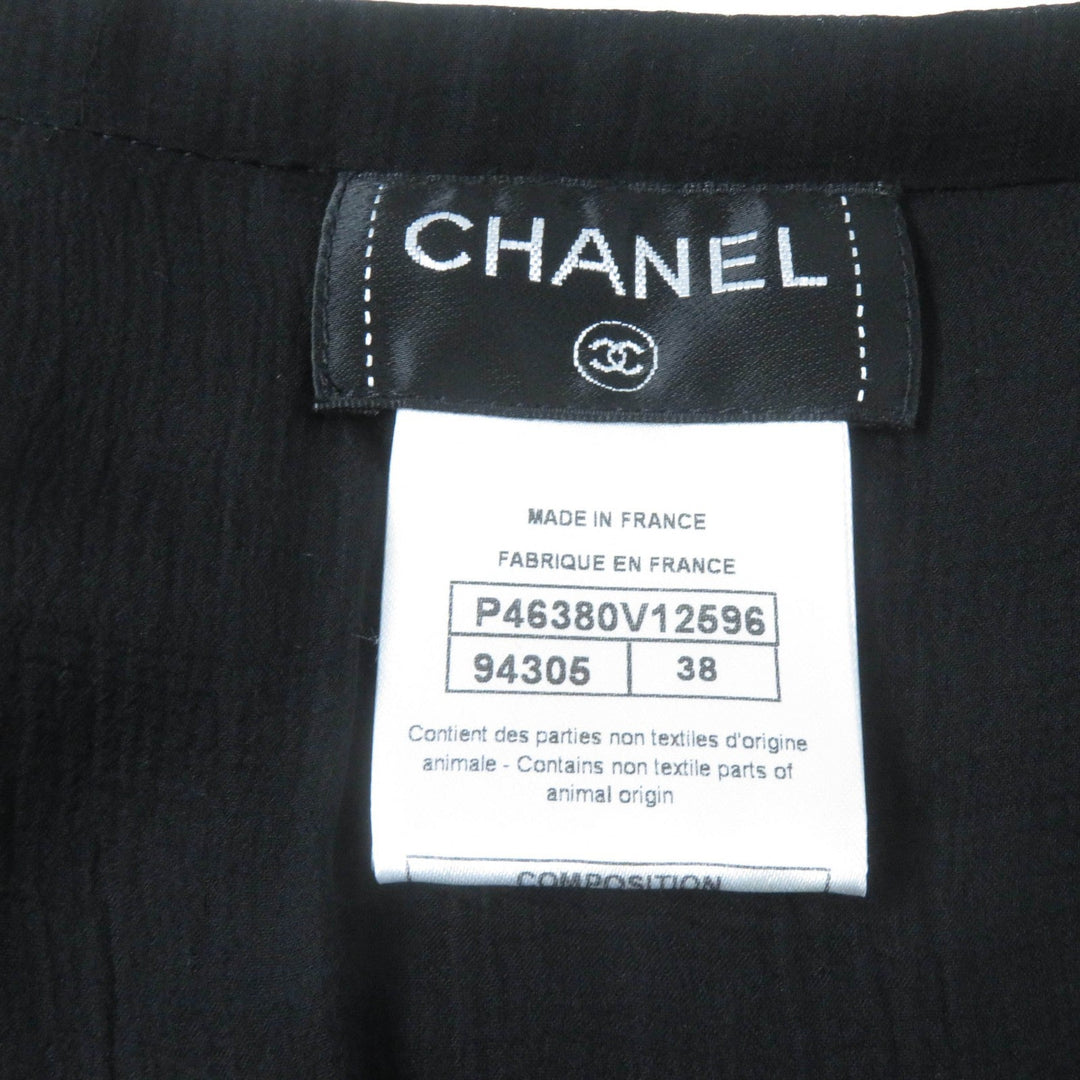 CHANEL
MADE IN FRANCE
FABRIQUE EN FRANCE
P46380V12596
94305 38
Contient des parties non textiles d'origine
animale - Contains non textile parts of
animal origin
COMPOSITION